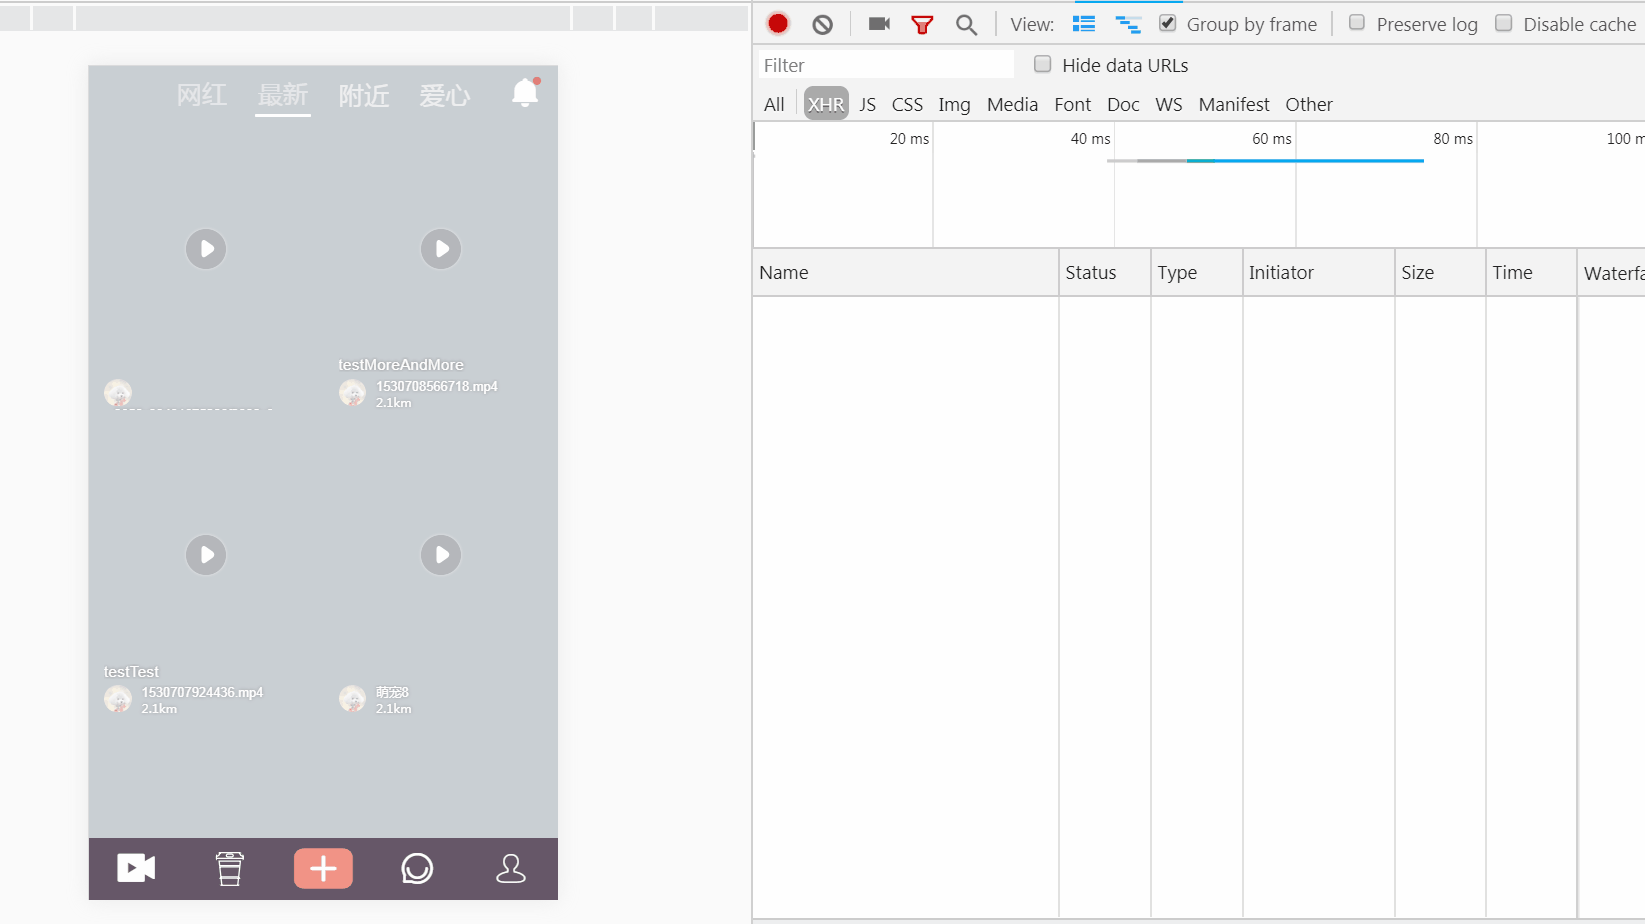 网红 最新 附近 爱心
testMoreAndMore
1530708566718.mp4
2.1km
testTest
1530707924436.mp4
2.1km
萌宠8
2.1km
View: Group by frame Preserve log Disable cache
Filter Hide data URLs
All XHR JS CSS Img Media Font Doc WS Manifest Other
20 ms 40 ms 60 ms 80 ms 100 m
Name Status Type Initiator Size Time Waterfa